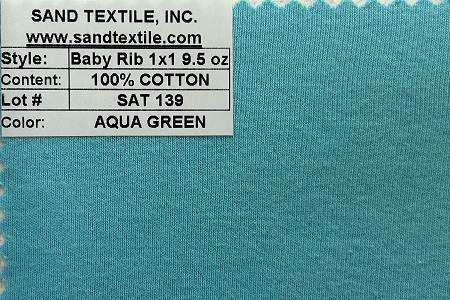 SAND TEXTILE, INC.
www.sandtextile.com
Style: Baby Rib 1x1 9.5 oz
Content: 100% COTTON
Lot # SAT 139
Color: AQUA GREEN